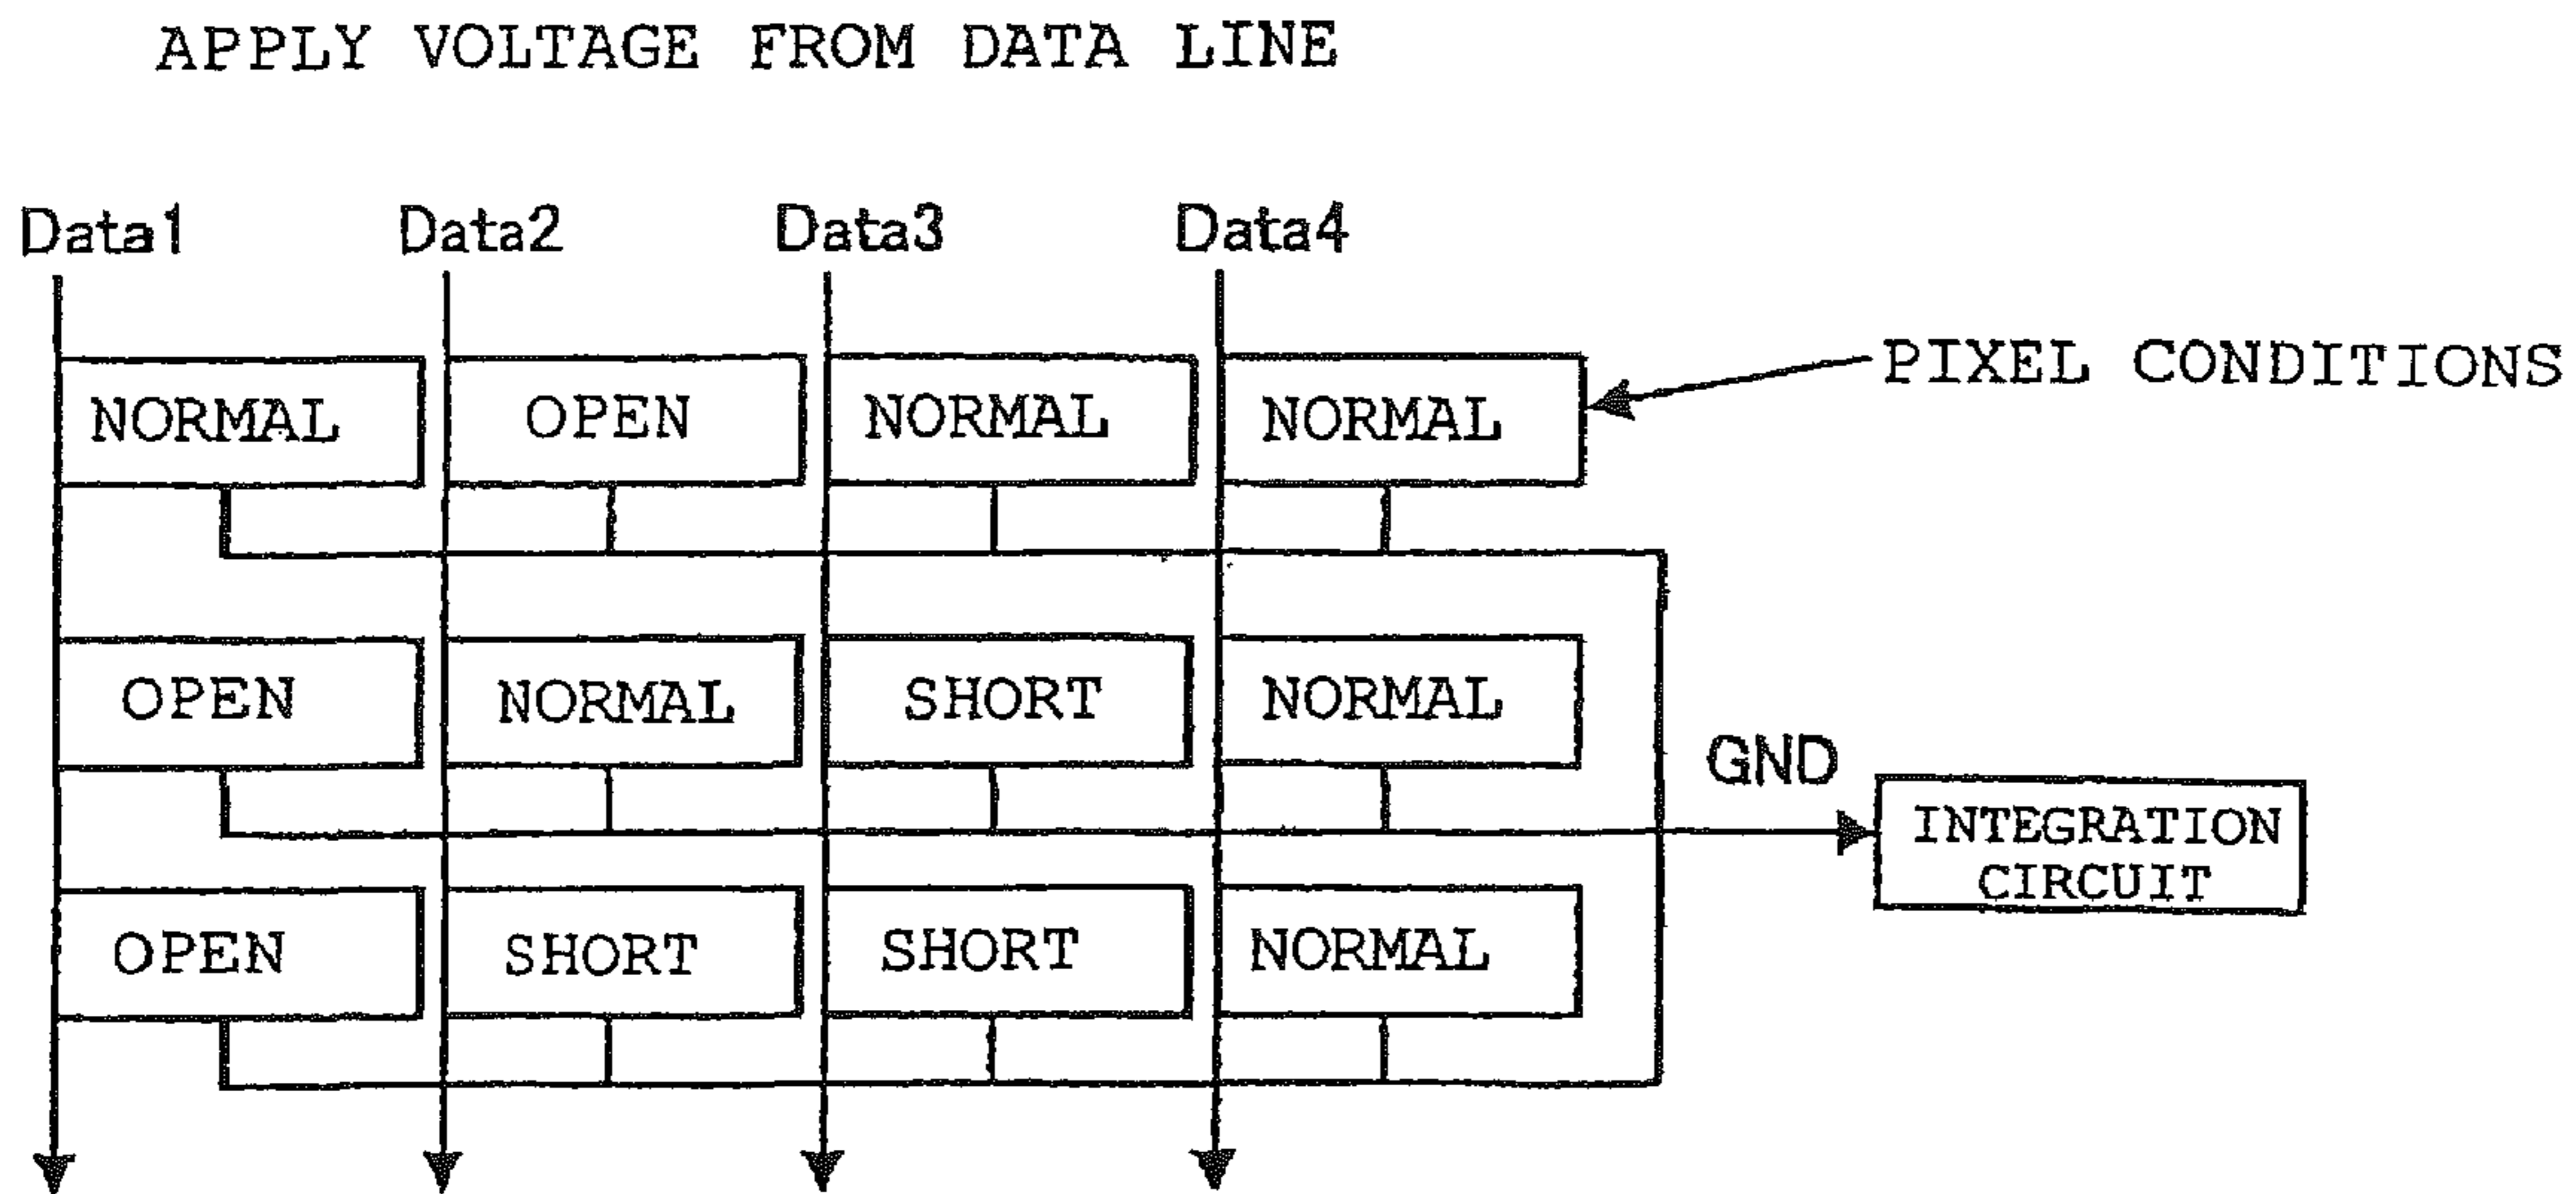 APPLY VOLTAGE FROM DATA LINE
Data1 Data2 Data3 Data4
NORMAL OPEN NORMAL NORMAL
PIXEL CONDITIONS
OPEN NORMAL SHORT NORMAL
GND
INTEGRATION
CIRCUIT
OPEN SHORT SHORT NORMAL